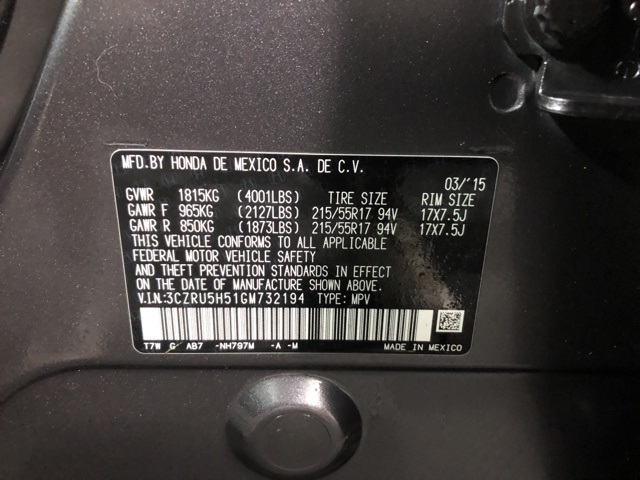 MFD.BY HONDA DE MEXICO S.A. DE C.V.
03/'15
GVWR 1815KG (4001LBS) TIRE SIZE RIM SIZE
GAWR F 965KG (2127LBS) 215/55R17 94V 17X7.5J
GAWR R 850KG (1873LBS) 215/55R17 94V 17X7.5J
THIS VEHICLE CONFORMS TO ALL APPLICABLE
FEDERAL MOTOR VEHICLE SAFETY
AND THEFT PREVENTION STANDARDS IN EFFECT
ON THE DATE OF MANUFACTURE SHOWN ABOVE.
V.I.N.:3CZRU5H51GM732194 TYPE: MPV
T7W G AB7 -NH797M -A -M MADE IN MEXICO